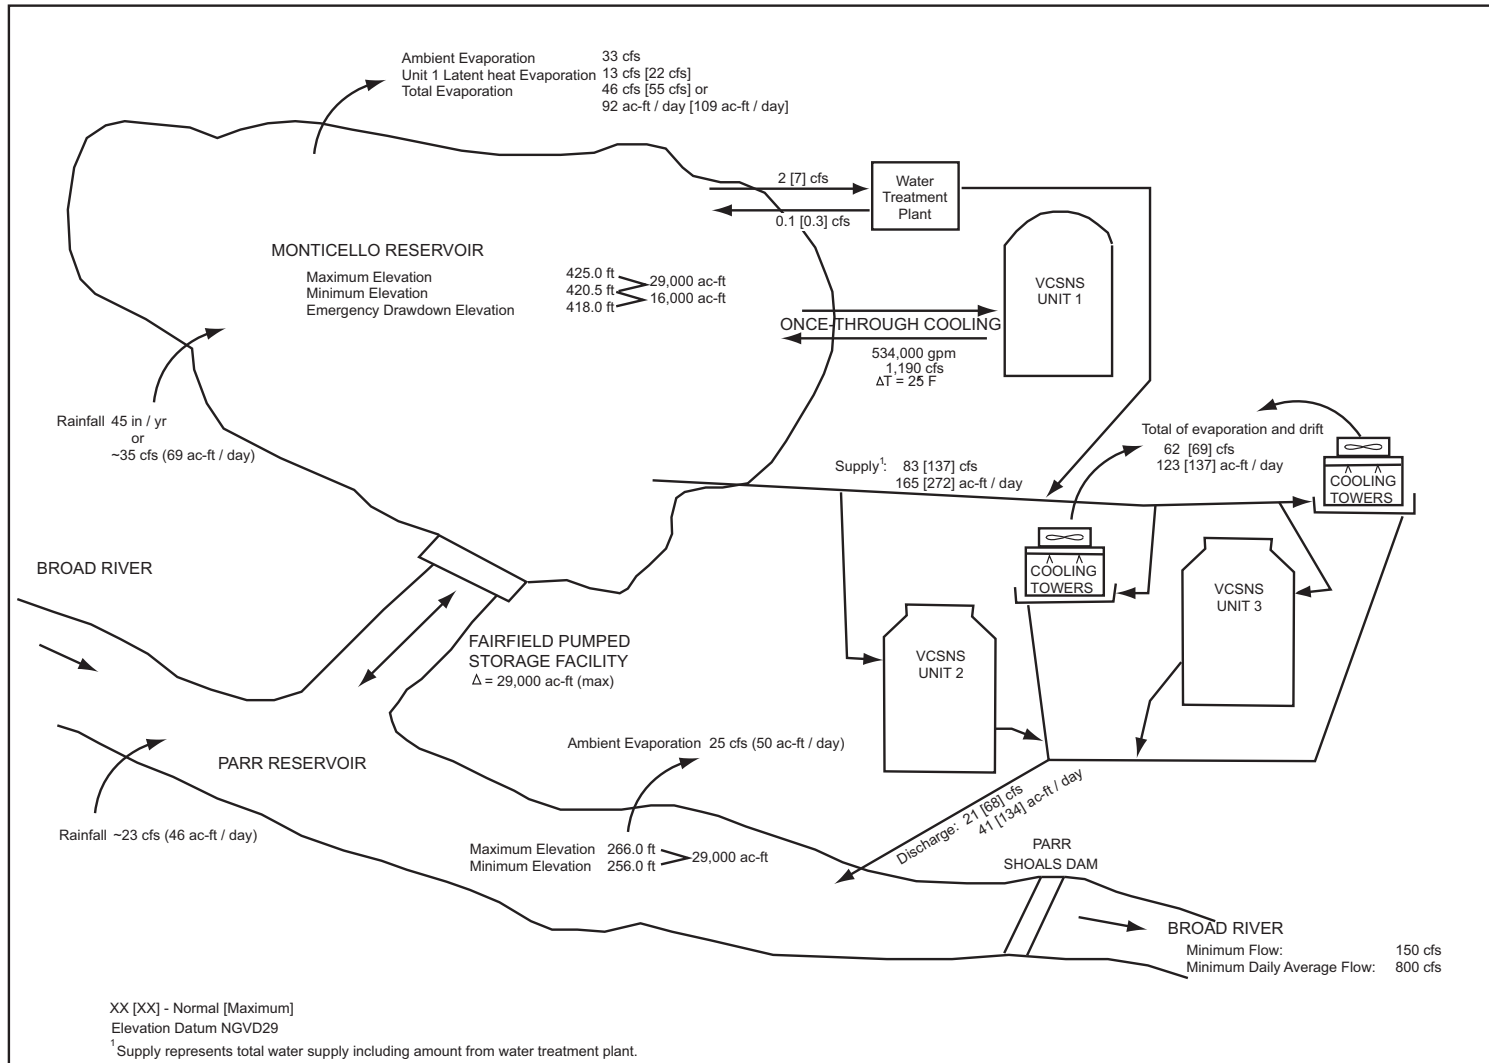 Ambient Evaporation 33 cfs
Unit 1 Latent heat Evaporation 13 cfs [22 cfs]
Total Evaporation 46 cfs [55 cfs] or
92 ac-ft / day [109 ac-ft / day]
2 [7] cfs
Water
Treatment
Plant
0.1 [0.3] cfs
MONTICELLO RESERVOIR
Maximum Elevation 425.0 ft
Minimum Elevation 420.5 ft
Emergency Drawdown Elevation 418.0 ft
29,000 ac-ft
16,000 ac-ft
VCSNS
UNIT 1
ONCE-THROUGH COOLING
534,000 gpm
1,190 cfs
ΔT = 25° F
Rainfall 45 in / yr
or
~35 cfs (69 ac-ft / day)
Total of evaporation and drift
62 [69] cfs
123 [137] ac-ft / day
COOLING
TOWERS
Supply¹: 83 [137] cfs
165 [272] ac-ft / day
COOLING
TOWERS
BROAD RIVER
VCSNS
UNIT 3
VCSNS
UNIT 2
FAIRFIELD PUMPED
STORAGE FACILITY
Δ = 29,000 ac-ft (max)
Ambient Evaporation 25 cfs (50 ac-ft / day)
PARR RESERVOIR
Rainfall ~23 cfs (46 ac-ft / day)
Discharge: 21 [68] cfs
41 [134] ac-ft / day
Maximum Elevation 266.0 ft
Minimum Elevation 256.0 ft
29,000 ac-ft
PARR
SHOALS DAM
BROAD RIVER
Minimum Flow: 150 cfs
Minimum Daily Average Flow: 800 cfs
XX [XX] - Normal [Maximum]
Elevation Datum NGVD29
¹Supply represents total water supply including amount from water treatment plant.